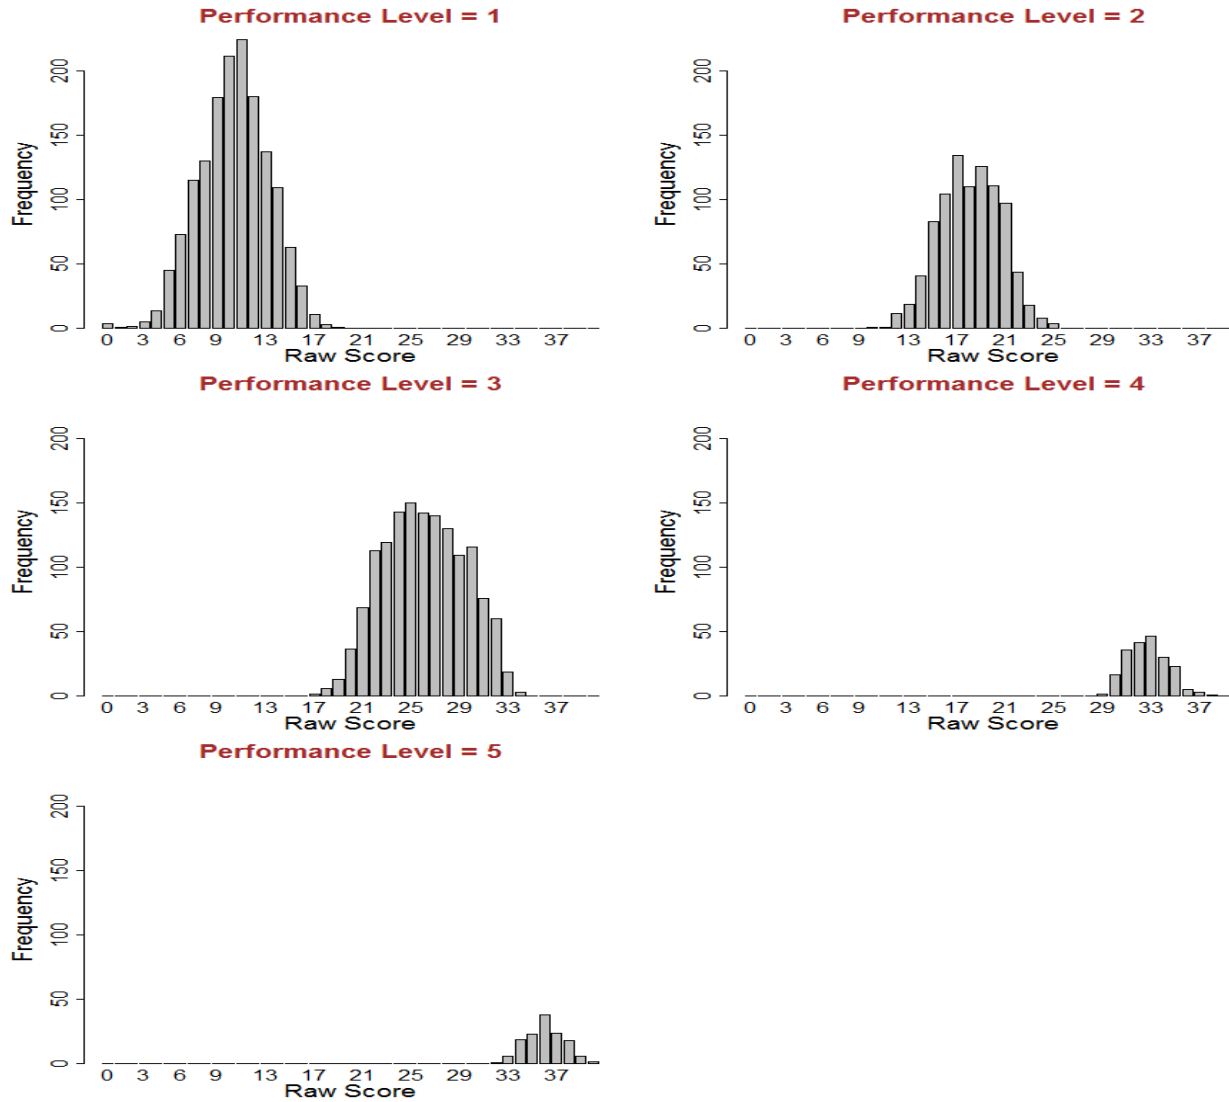 Performance Level = 1
Frequency
200
150
100
50
0
0 3 6 9 13 17 21 25 29 33 37
Raw Score
Performance Level = 2
Frequency
200
150
100
50
0
0 3 6 9 13 17 21 25 29 33 37
Raw Score
Performance Level = 3
Frequency
200
150
100
50
0
0 3 6 9 13 17 21 25 29 33 37
Raw Score
Performance Level = 4
Frequency
200
150
100
50
0
0 3 6 9 13 17 21 25 29 33 37
Raw Score
Performance Level = 5
Frequency
200
150
100
50
0
0 3 6 9 13 17 21 25 29 33 37
Raw Score